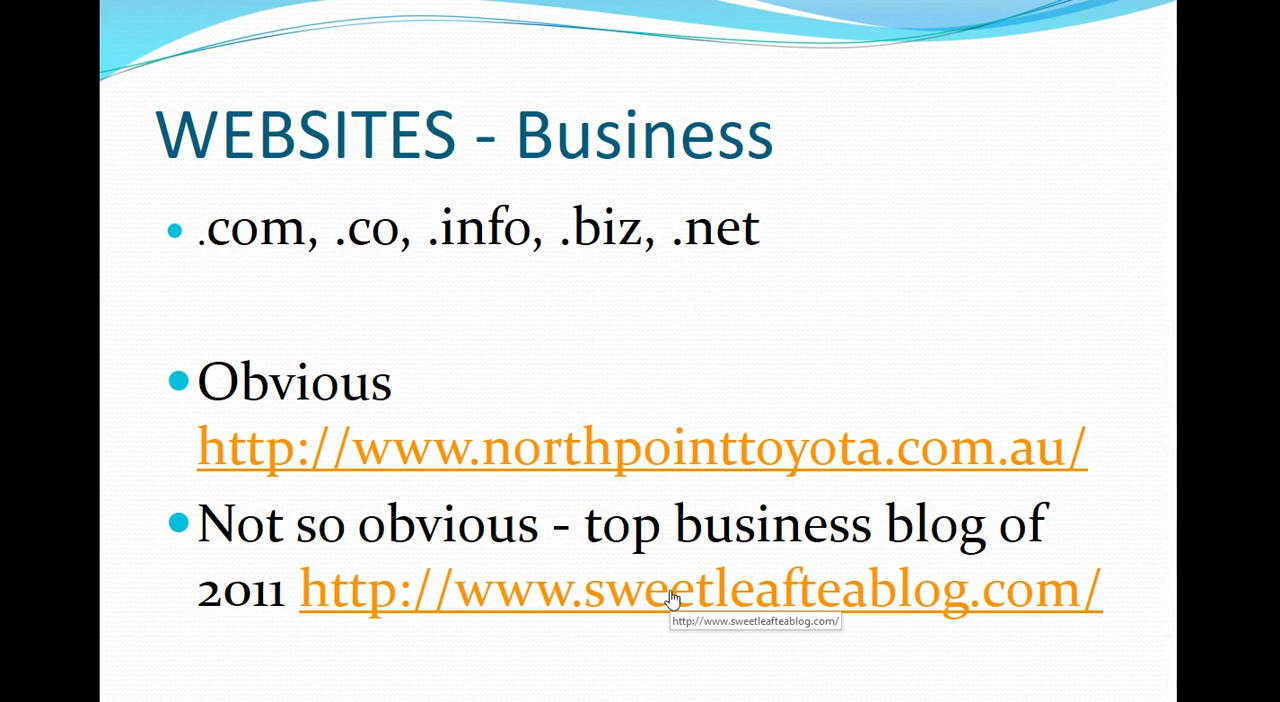 WEBSITES - Business
.com, .co, .info, .biz, .net
Obvious
http://www.northpointtoyota.com.au/
Not so obvious - top business blog of
2011 http://www.sweetleafteablog.com/
http://www.sweetleafteablog.com/